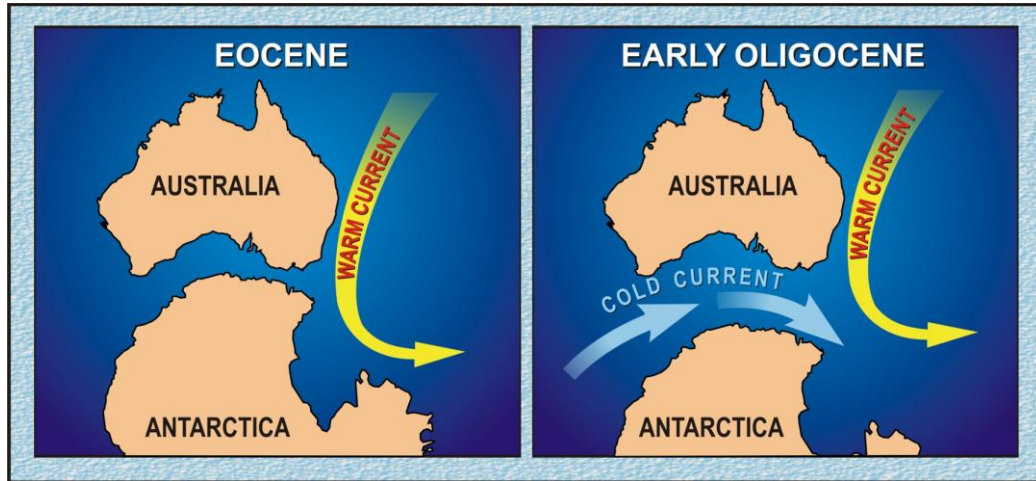 EOCENE
AUSTRALIA
WARM CURRENT
ANTARCTICA
EARLY OLIGOCENE
AUSTRALIA
WARM CURRENT
COLD CURRENT
ANTARCTICA